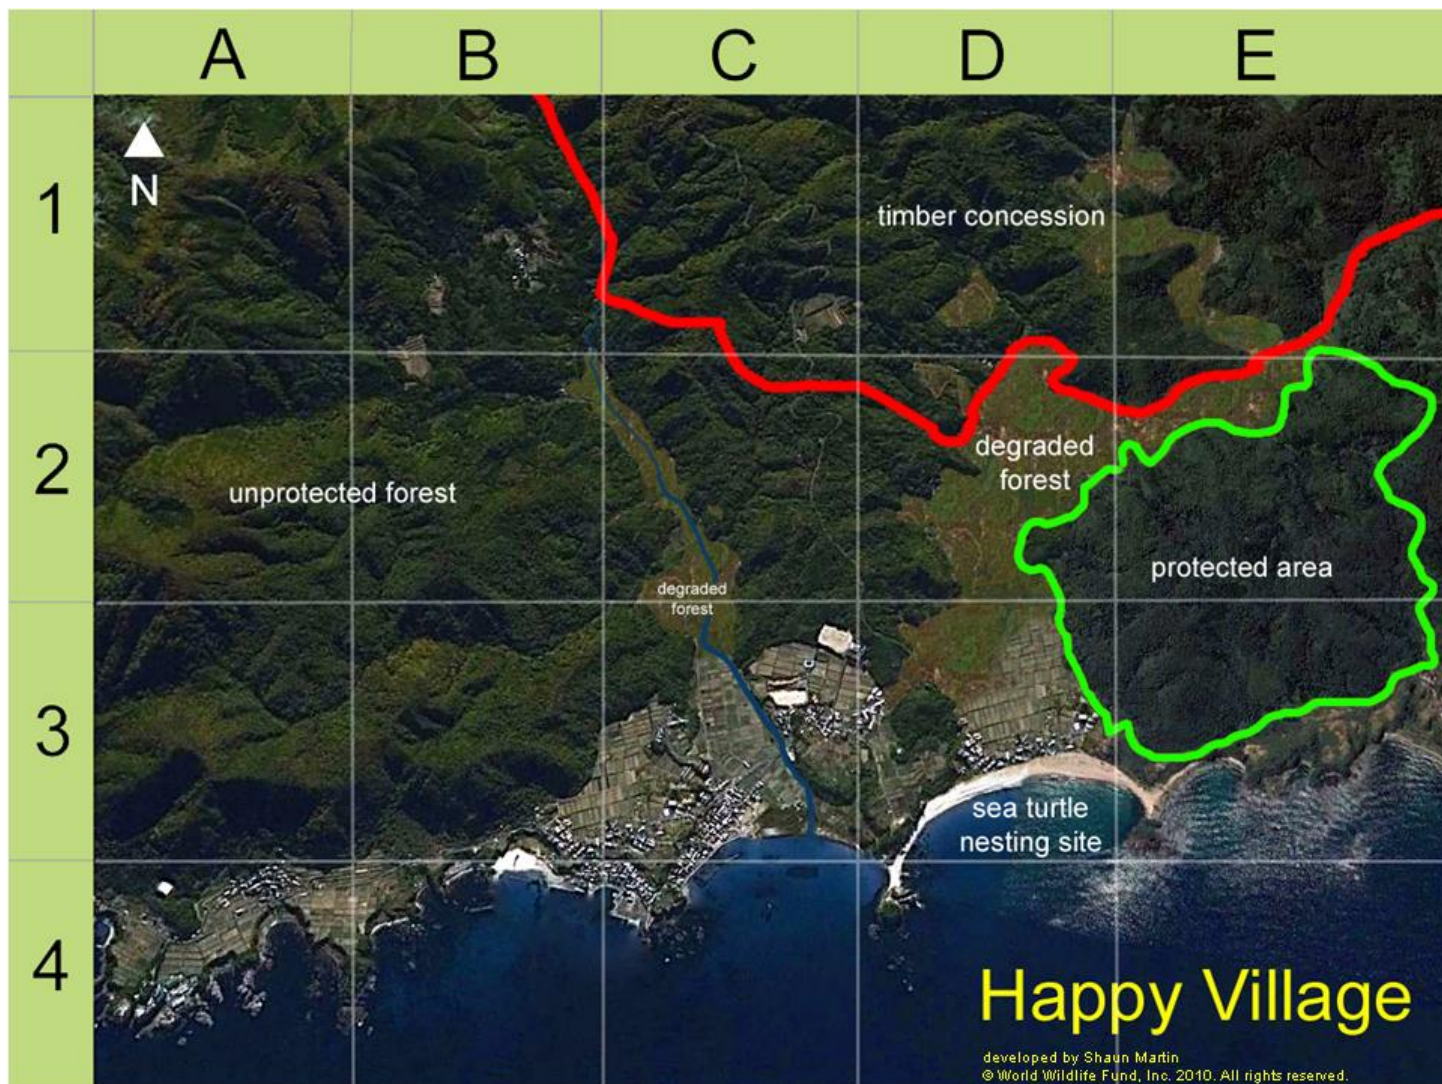 A B C D E
N
1
timber concession
2
degraded
forest
unprotected forest
protected area
degraded
forest
3
sea turtle
nesting site
4
Happy Village
developed by Shaun Martin
© World Wildlife Fund, Inc. 2010. All rights reserved.